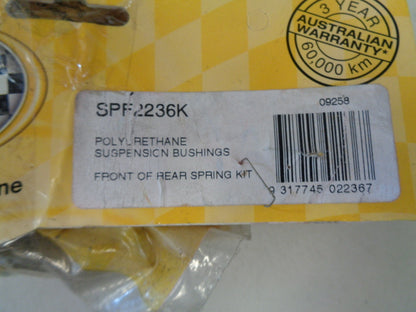 3 YEAR
AUSTRALIAN
WARRANTY*
60,000 km
SPF2236K
09258
POLYURETHANE
SUSPENSION BUSHINGS
FRONT OF REAR SPRING KIT
9 317745 022367
ne